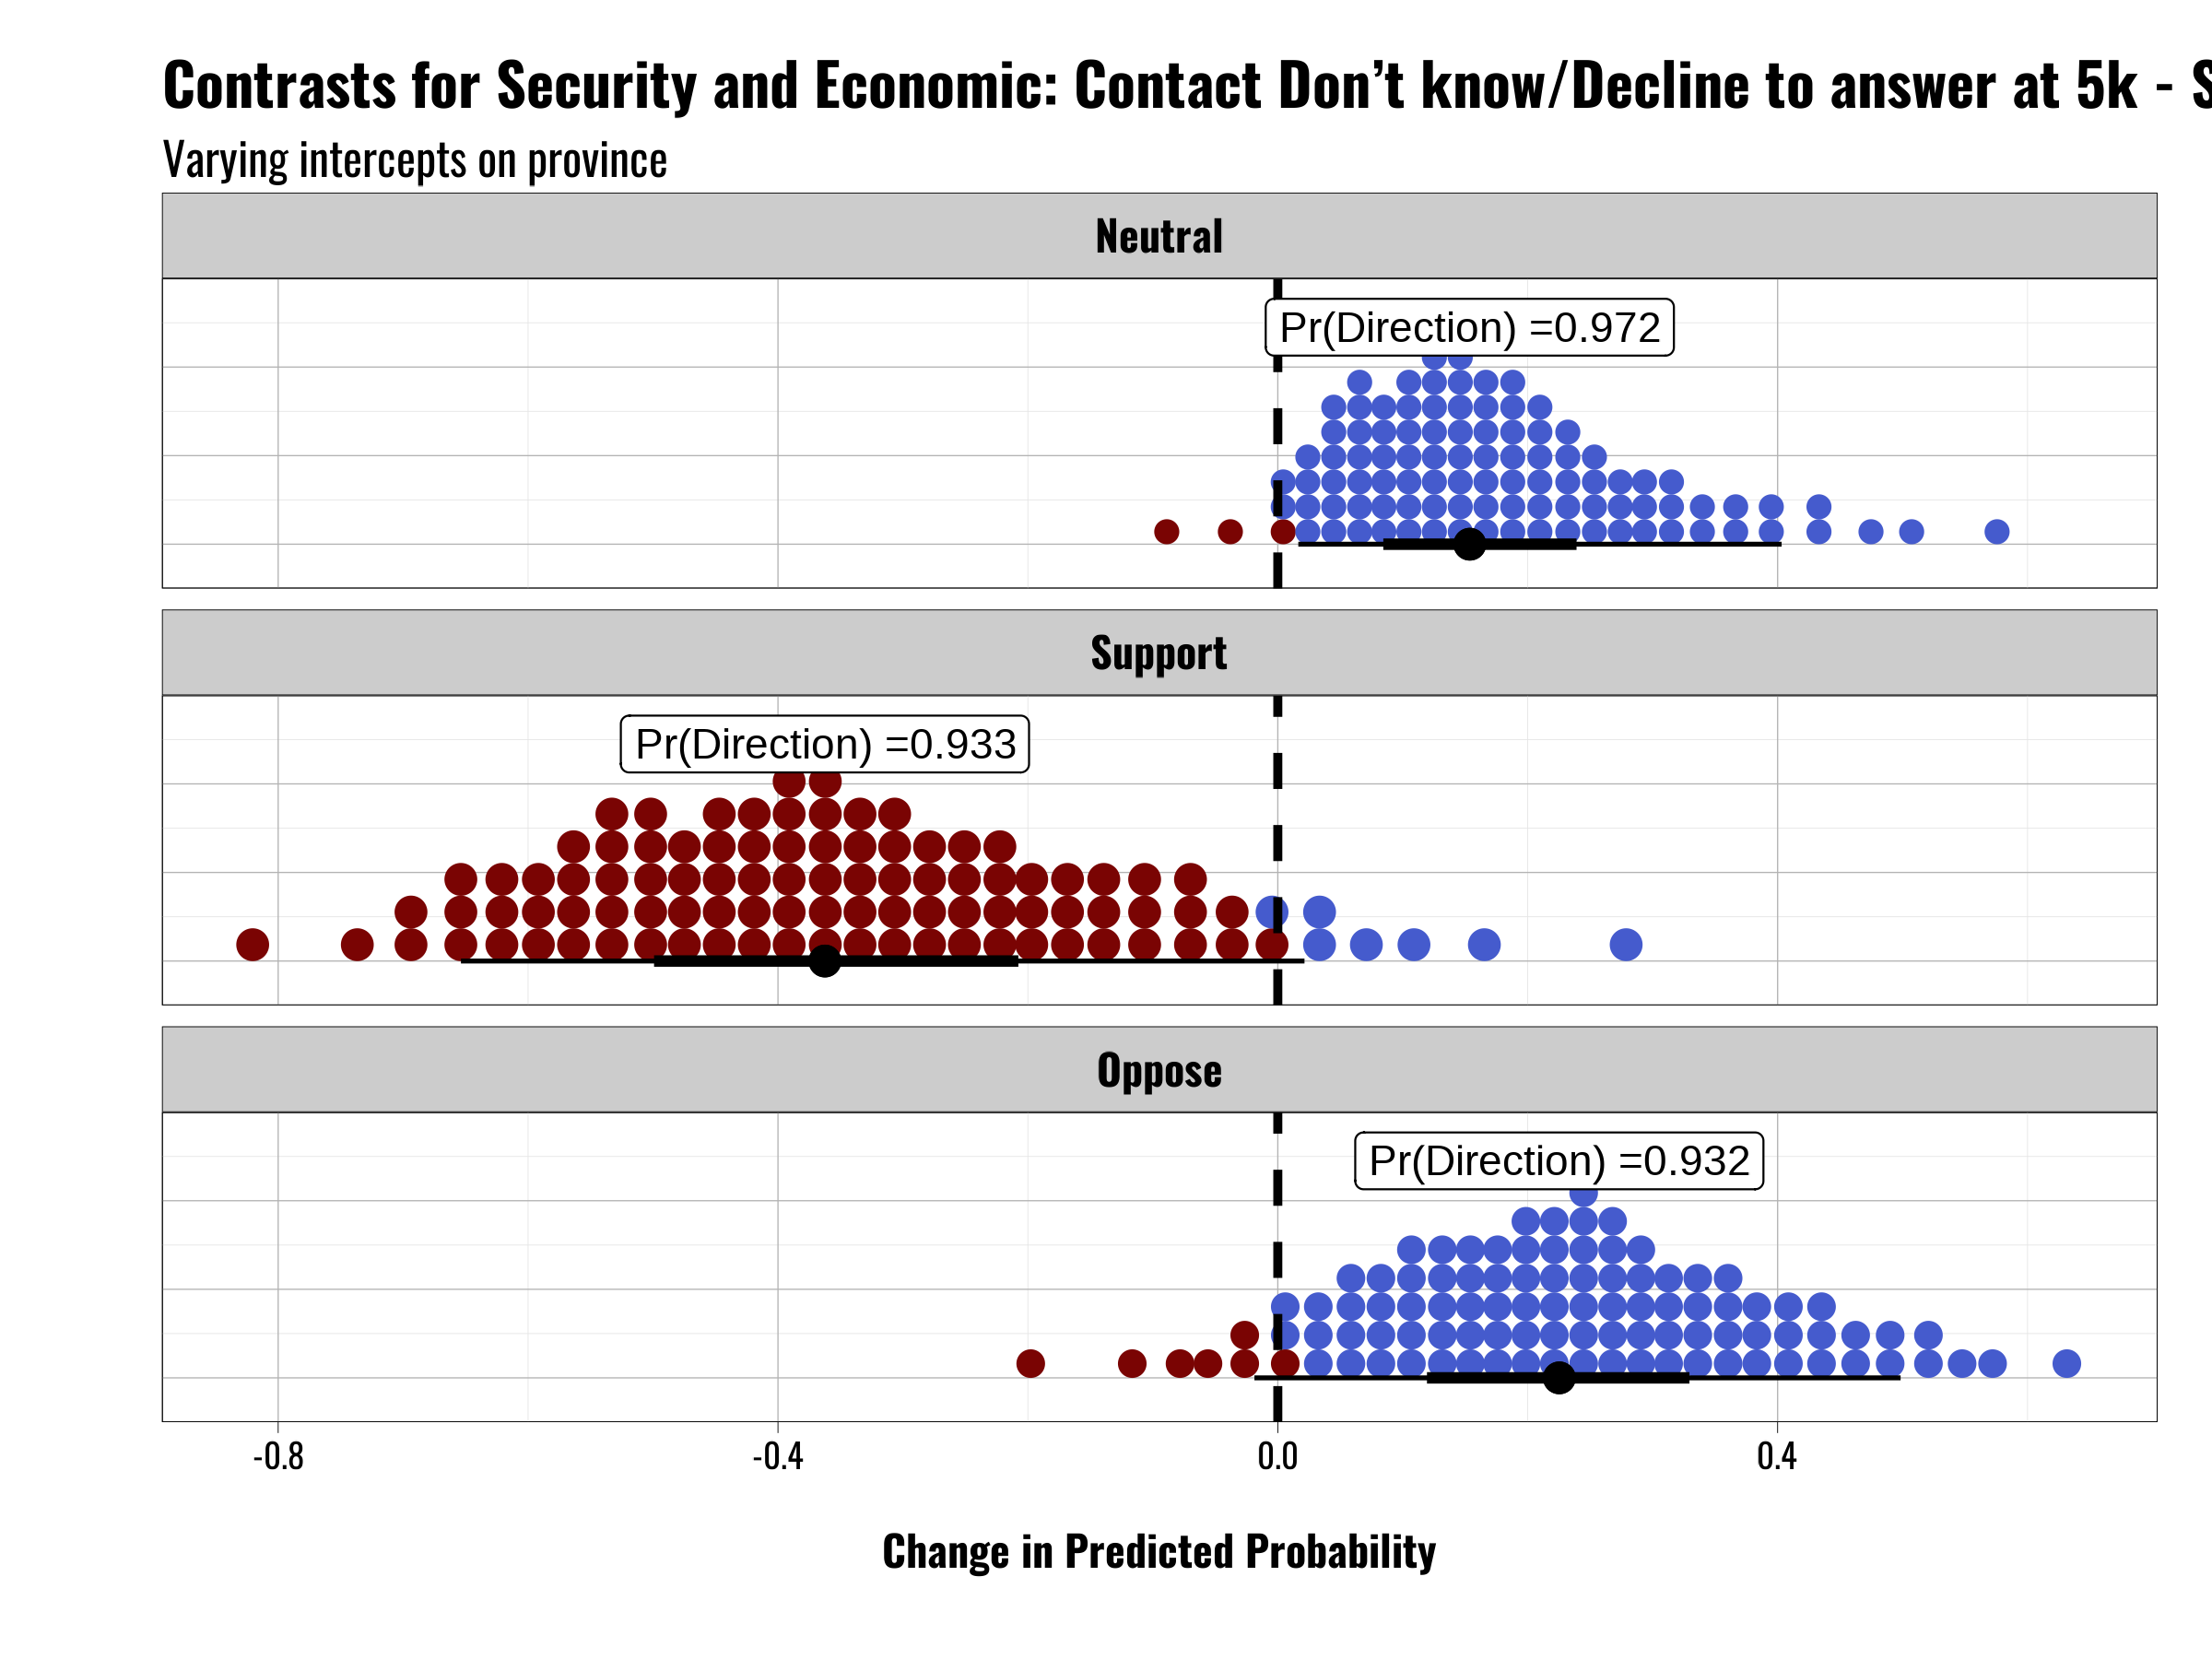 Contrasts for Security and Economic: Contact Don’t know/Decline to answer at 5k -
Varying intercepts on province
Neutral
Pr(Direction) =0.972
Support
Pr(Direction) =0.933
Oppose
Pr(Direction) =0.932
-0.8 -0.4 0.0 0.4
Change in Predicted Probability